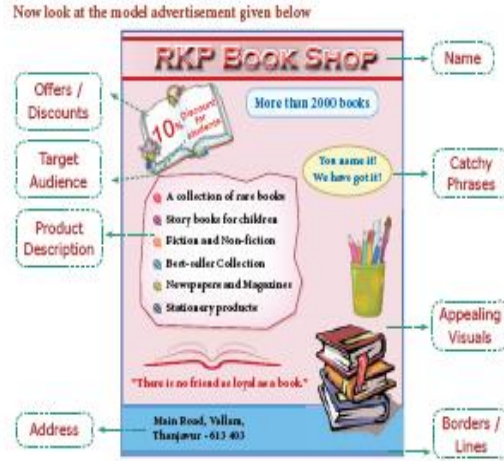 Now look at the model advertisement given below
RKP BOOK SHOP
Name
Offers /
Discounts
10% Discount
for
students
More than 2000 books
Target
Audience
You name it!
We have got it!
Catchy
Phrases
Product
Description
A collection of rare books
Story books for children
Fiction and Non-fiction
Best-seller Collection
Newspapers and Magazines
Stationary products
Appealing
Visuals
"There is no friend as loyal as a book."
Address
Main Road, Vallam,
Thanjavur - 613 403
Borders /
Lines